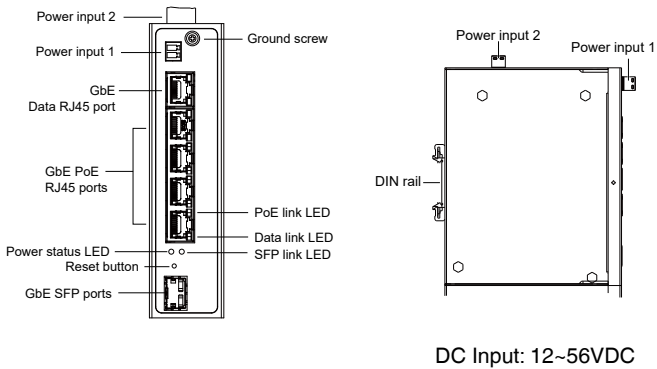 Power input 2
Ground screw
Power input 1
GbE
Data RJ45 port
GbE PoE
RJ45 ports
PoE link LED
Data link LED
Power status LED
SFP link LED
Reset button
GbE SFP ports
Power input 2
Power input 1
DIN rail
DC Input: 12~56VDC